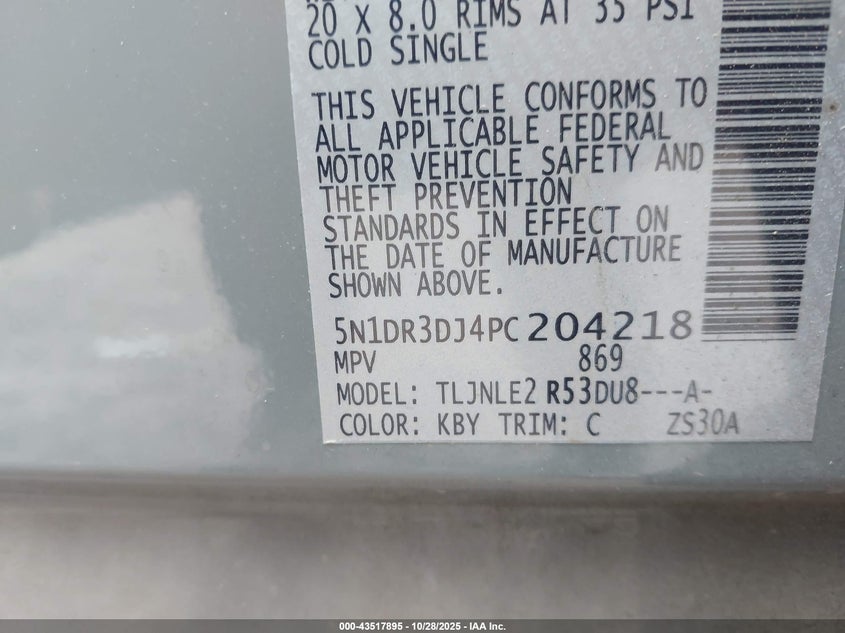 20 X 8.0 RIMS AT 35 PSI
COLD SINGLE
THIS VEHICLE CONFORMS TO
ALL APPLICABLE FEDERAL
MOTOR VEHICLE SAFETY AND
THEFT PREVENTION
STANDARDS IN EFFECT ON
THE DATE OF MANUFACTURE
SHOWN ABOVE.
5N1DR3DJ4PC204218
MPV 869
MODEL: TLJNLE2 R53DU8---A-
COLOR: KBY TRIM: C ZS30A
000-43517895 - 10/28/2025 - IAA Inc.